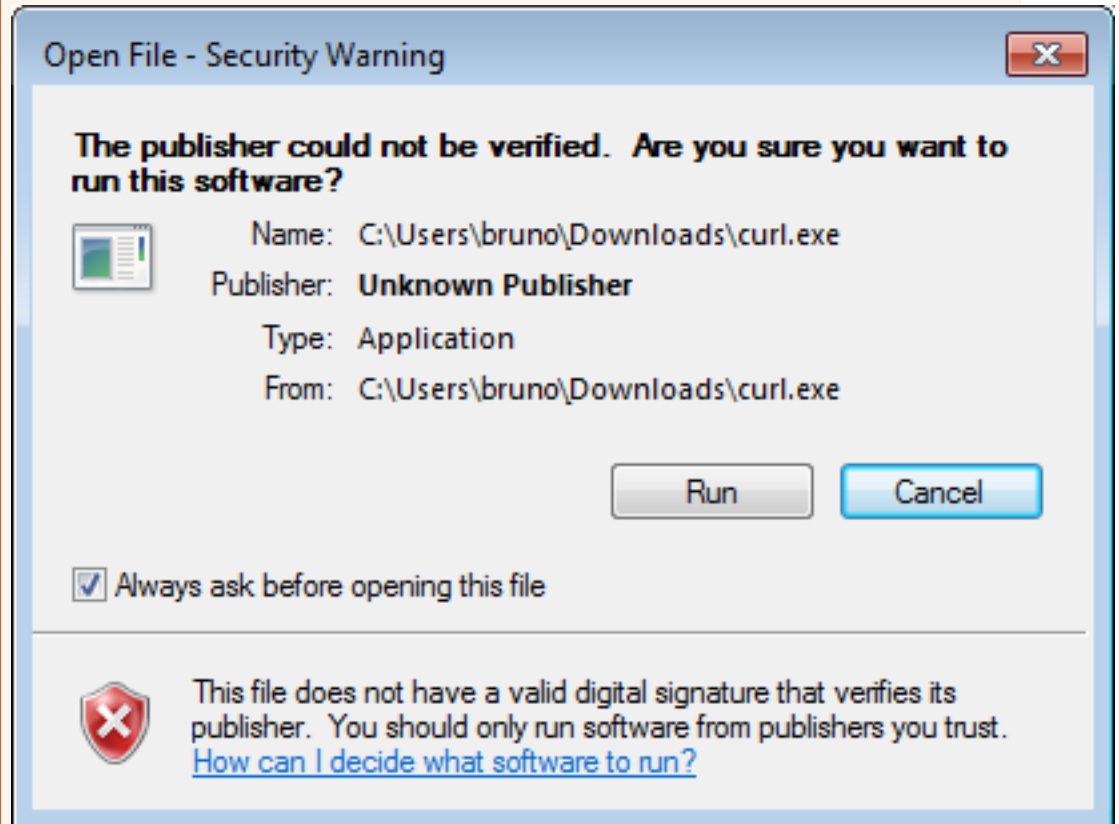 Open File - Security Warning
The publisher could not be verified.  Are you sure you want to
run this software?
Name: C:\Users\bruno\Downloads\curl.exe
Publisher: Unknown Publisher
Type: Application
From: C:\Users\bruno\Downloads\curl.exe
Run Cancel
Always ask before opening this file
This file does not have a valid digital signature that verifies its
publisher.  You should only run software from publishers you trust.
How can I decide what software to run?